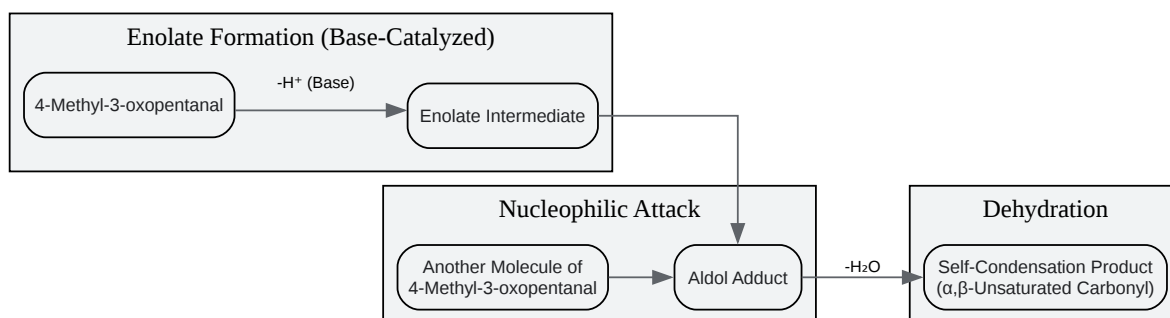 Enolate Formation (Base-Catalyzed)
4-Methyl-3-oxopentanal
-H⁺ (Base)
Enolate Intermediate
Nucleophilic Attack
Another Molecule of
4-Methyl-3-oxopentanal
Aldol Adduct
-H₂O
Dehydration
Self-Condensation Product
(α,β-Unsaturated Carbonyl)